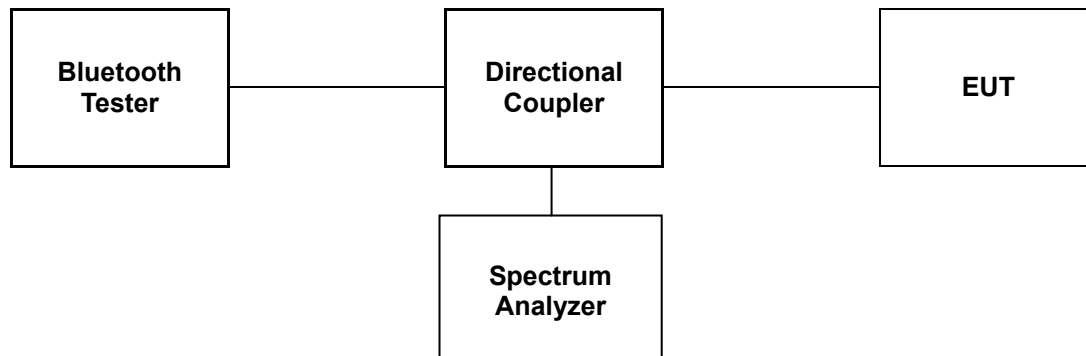 Bluetooth
Tester
Directional
Coupler
EUT
Spectrum
Analyzer